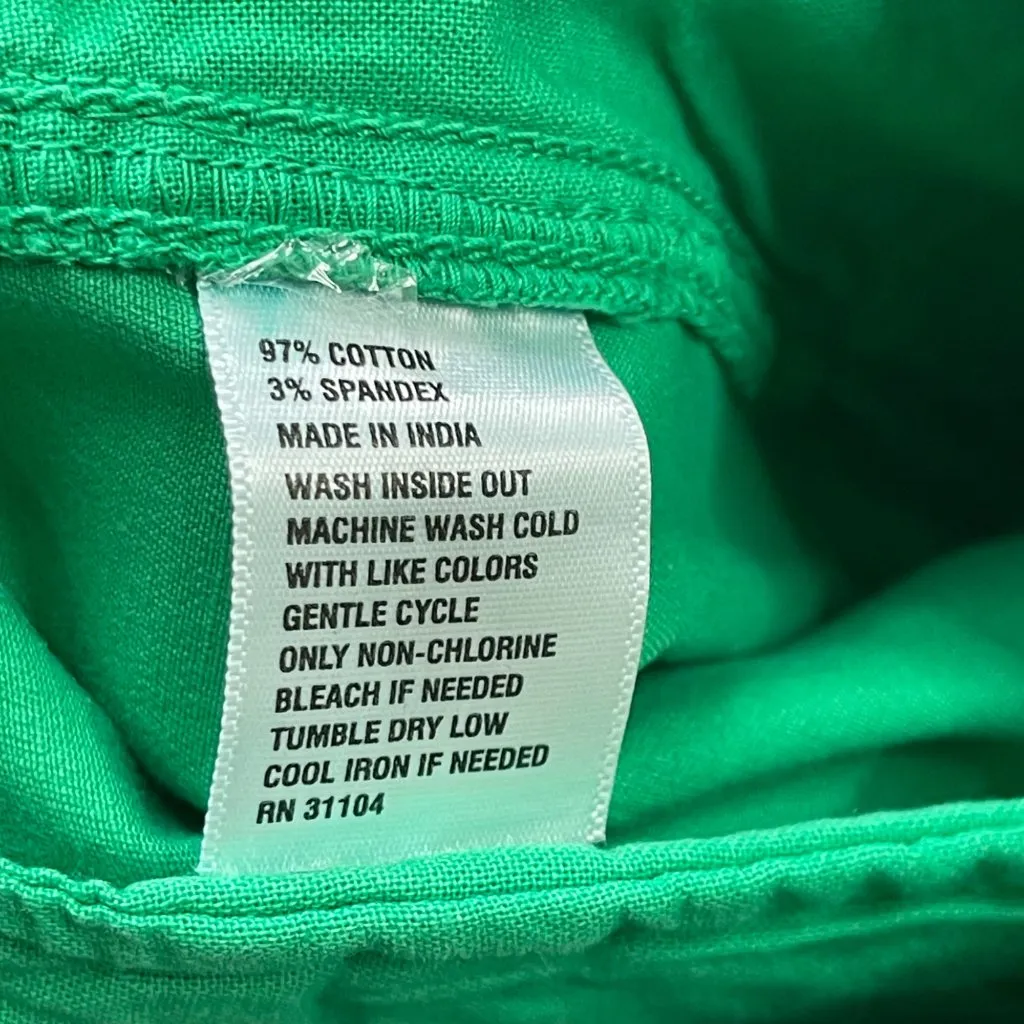 97% COTTON
3% SPANDEX
MADE IN INDIA
WASH INSIDE OUT
MACHINE WASH COLD
WITH LIKE COLORS
GENTLE CYCLE
ONLY NON-CHLORINE
BLEACH IF NEEDED
TUMBLE DRY LOW
COOL IRON IF NEEDED
RN 31104